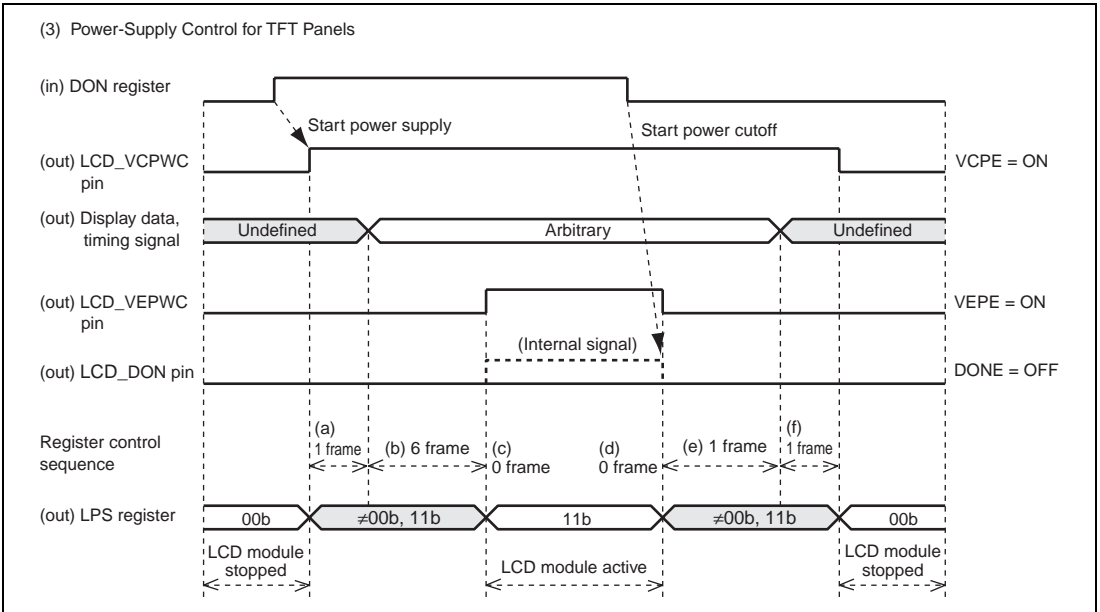 (3) Power-Supply Control for TFT Panels
(in) DON register
Start power supply
Start power cutoff
(out) LCD_VCPWC
pin
VCPE = ON
(out) Display data,
timing signal
Undefined
Arbitrary
Undefined
(out) LCD_VEPWC
pin
VEPE = ON
(Internal signal)
(out) LCD_DON pin
DONE = OFF
Register control
sequence
(a)
1 frame
(b) 6 frame
(c)
0 frame
(d)
0 frame
(e) 1 frame
(f)
1 frame
(out) LPS register
00b
≠00b, 11b
11b
≠00b, 11b
00b
LCD module
stopped
LCD module active
LCD module
stopped